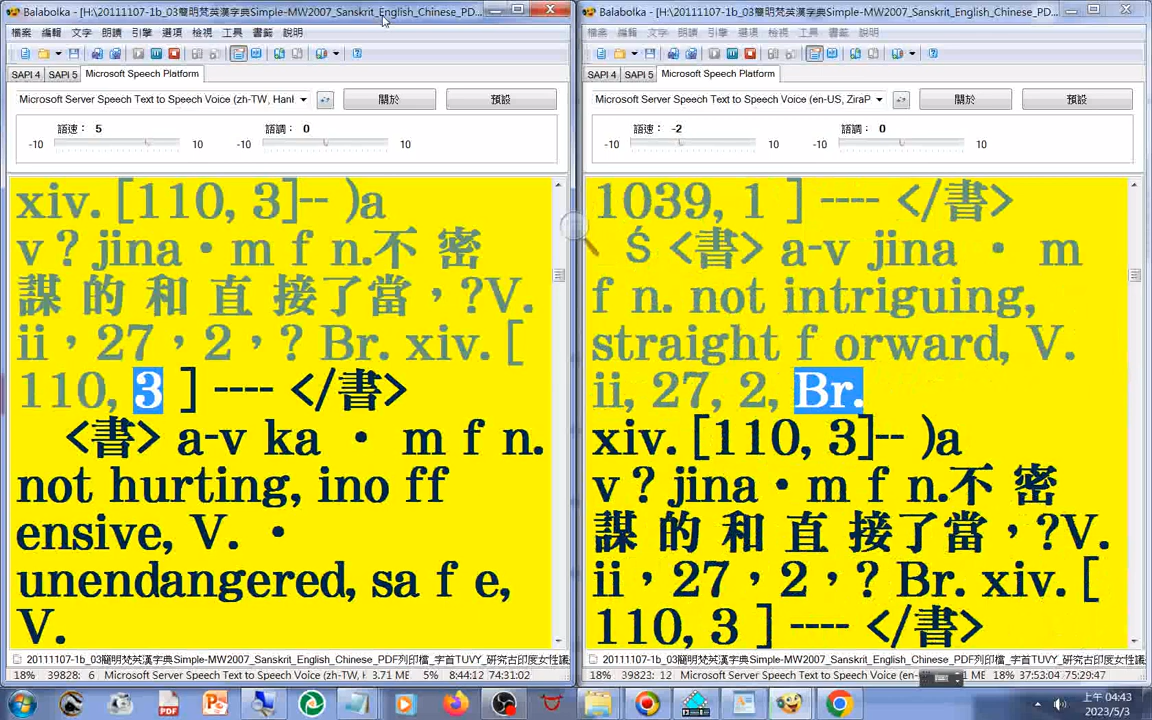 Balabolka - [H:\20111107-1b_03簡明梵英漢字典Simple-MW2007_Sanskrit_English_Chinese_PD...
檔案 編輯 文字 朗讀 引擎 選項 檢視 工具 書籤 說明
SAPI 4 SAPI 5 Microsoft Speech Platform
Microsoft Server Speech Text to Speech Voice (zh-TW, Hanl
關於 預設
語速: 5 語調: 0
-10 10 -10 10
xiv. [110, 3]-- )a
v ? jina • m f n.不 密
謀 的 和 直 接了當，?V.
ii，27，2，? Br. xiv. [
110, 3 ] ---- </書>
<書> a-v ka • m f n.
not hurting, ino ff
ensive, V. •
unendangered, sa f e,
V.
20111107-1b_03簡明梵英漢字典Simple-MW2007_Sanskrit_English_Chinese_PDF列印檔_字首TUVY_研究古印度女性議
18% 39828: 6 Microsoft Server Speech Text to Speech Voice (zh-TW, H 3.71 MB 5% 8:44:12 74:31:02
Balabolka - [H:\20111107-1b_03簡明梵英漢字典Simple-MW2007_Sanskrit_English_Chinese_PD...
檔案 編輯 文字 朗讀 引擎 選項 檢視 工具 書籤 說明
SAPI 4 SAPI 5 Microsoft Speech Platform
Microsoft Server Speech Text to Speech Voice (en-US, ZiraP
關於 預設
語速: -2 語調: 0
-10 10 -10 10
1039, 1 ] ---- </書>
Ś <書> a-v jina • m
f n. not intriguing,
straight f orward, V.
ii, 27, 2, Br.
xiv. [110, 3]-- )a
v ? jina • m f n.不 密
謀 的 和 直 接了當，?V.
ii，27，2，? Br. xiv. [
110, 3 ] ---- </書>
20111107-1b_03簡明梵英漢字典Simple-MW2007_Sanskrit_English_Chinese_PDF列印檔_字首TUVY_研究古印度女性議
18% 39823: 12 Microsoft Server Speech Text to Speech Voice (en- 18% 37:53:04 75:29:47
上午 04:43
2023/5/3